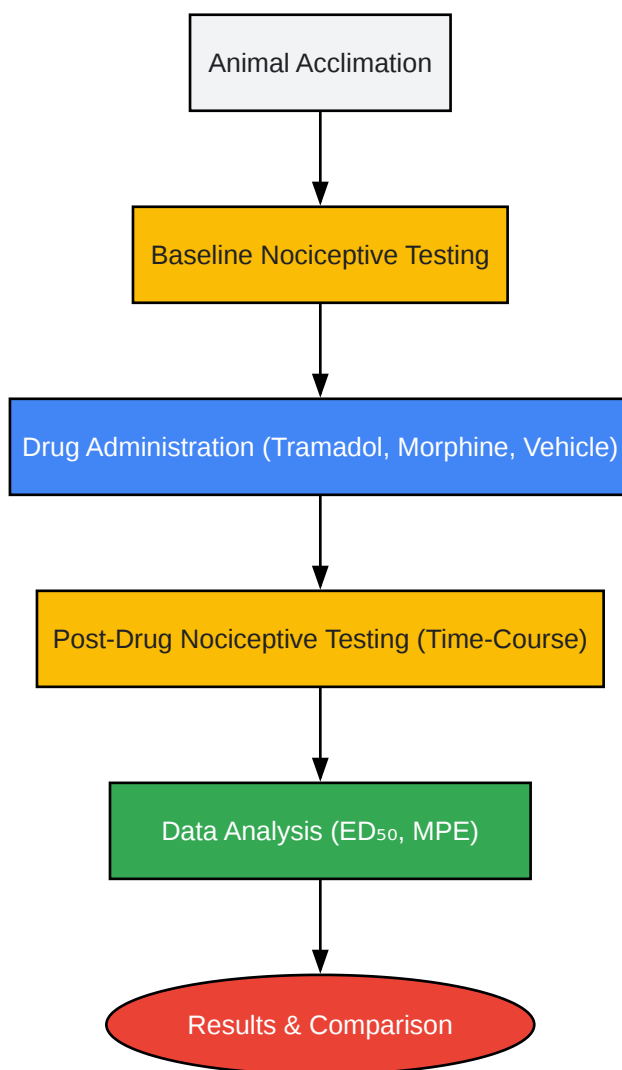 Animal Acclimation
Baseline Nociceptive Testing
Drug Administration (Tramadol, Morphine, Vehicle)
Post-Drug Nociceptive Testing (Time-Course)
Data Analysis (ED₅₀, MPE)
Results & Comparison